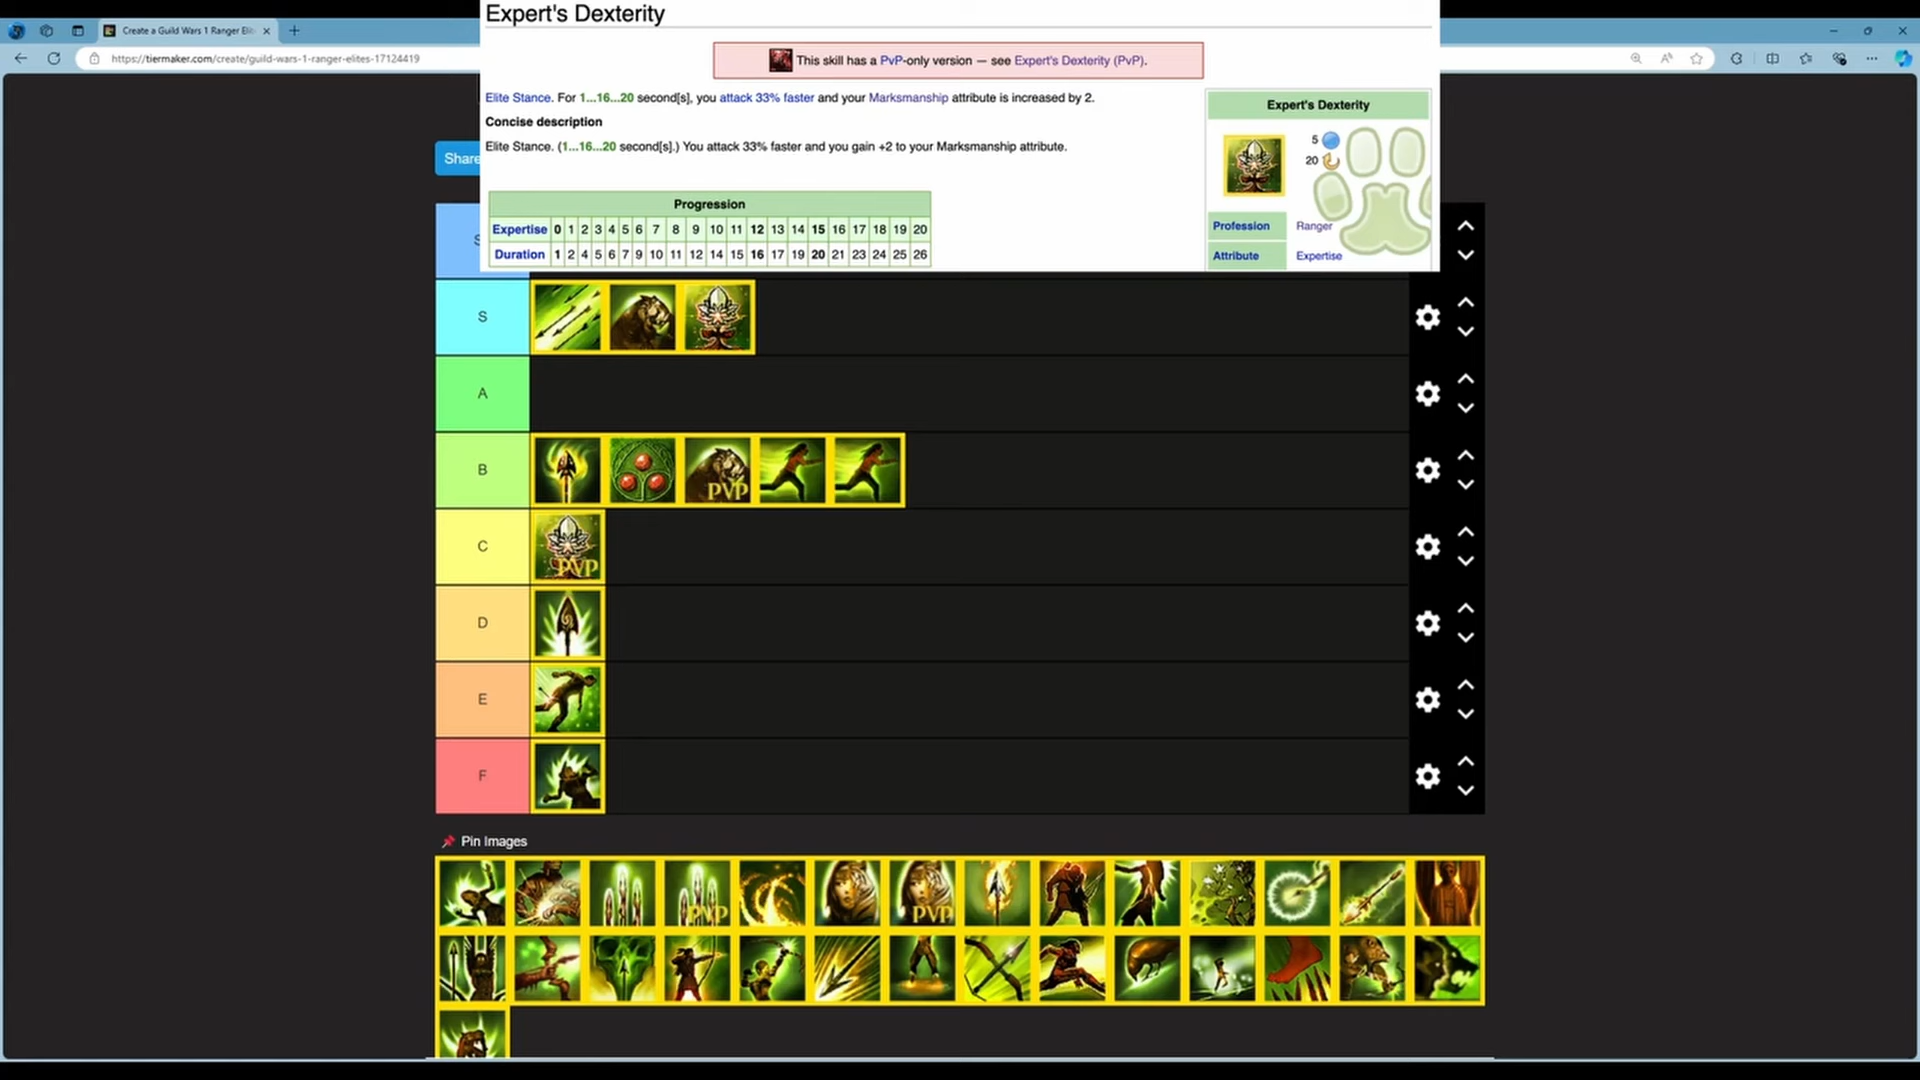 Expert's Dexterity
Create a Guild Wars 1 Ranger Elit
https://tiermaker.com/create/guild-wars-1-ranger-elites-17124419
This skill has a PvP-only version — see Expert's Dexterity (PvP).
Elite Stance. For 1...16...20 second[s], you attack 33% faster and your Marksmanship attribute is increased by 2.
Concise description
Elite Stance. (1...16...20 second[s].) You attack 33% faster and you gain +2 to your Marksmanship attribute.
Expert's Dexterity
5
20
Share
Progression
Expertise 0 1 2 3 4 5 6 7 8 9 10 11 12 13 14 15 16 17 18 19 20
Duration 1 2 4 5 6 7 9 10 11 12 14 15 16 17 19 20 21 23 24 25 26
Profession Ranger
Attribute Expertise
S
S
A
B
PVP
C
PVP
D
E
F
Pin Images
PVP
PVP